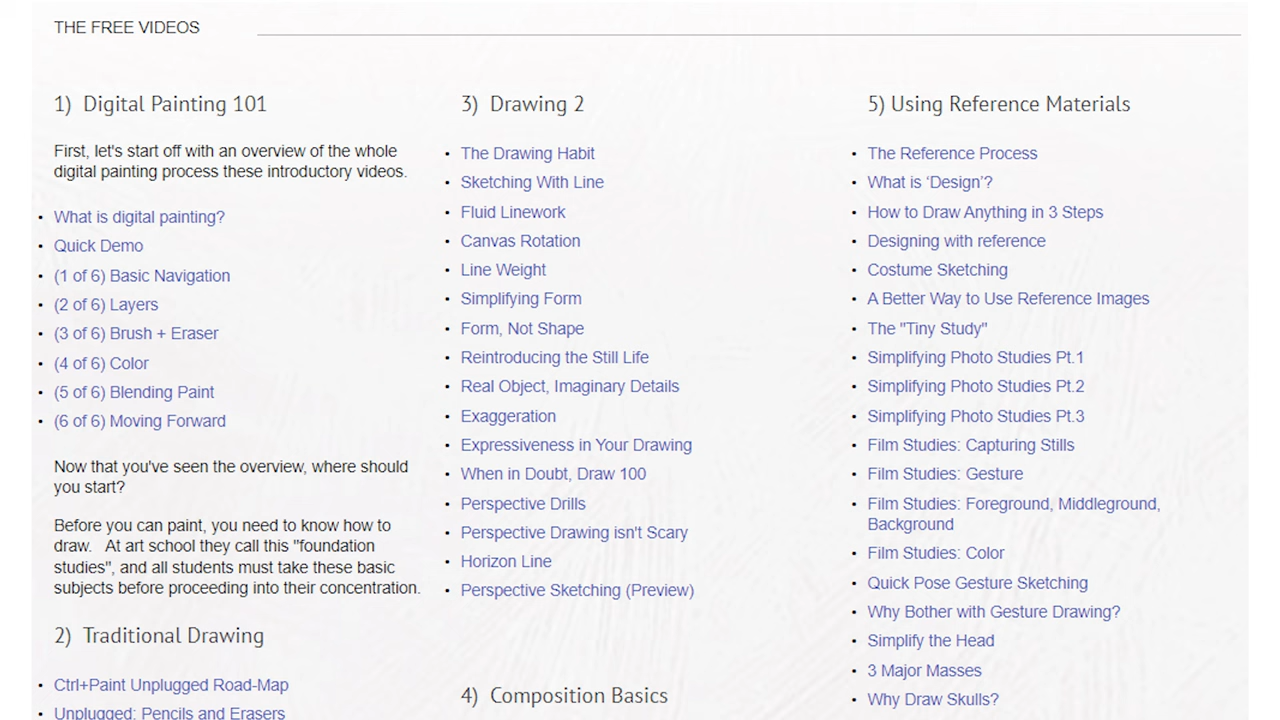 THE FREE VIDEOS
1) Digital Painting 101
First, let's start off with an overview of the whole
digital painting process these introductory videos.
What is digital painting?
Quick Demo
(1 of 6) Basic Navigation
(2 of 6) Layers
(3 of 6) Brush + Eraser
(4 of 6) Color
(5 of 6) Blending Paint
(6 of 6) Moving Forward
Now that you've seen the overview, where should
you start?
Before you can paint, you need to know how to
draw. At art school they call this "foundation
studies", and all students must take these basic
subjects before proceeding into their concentration.
2) Traditional Drawing
Ctrl+Paint Unplugged Road-Map
Unplugged: Pencils and Erasers
3) Drawing 2
The Drawing Habit
Sketching With Line
Fluid Linework
Canvas Rotation
Line Weight
Simplifying Form
Form, Not Shape
Reintroducing the Still Life
Real Object, Imaginary Details
Exaggeration
Expressiveness in Your Drawing
When in Doubt, Draw 100
Perspective Drills
Perspective Drawing isn't Scary
Horizon Line
Perspective Sketching (Preview)
4) Composition Basics
5) Using Reference Materials
The Reference Process
What is ‘Design’?
How to Draw Anything in 3 Steps
Designing with reference
Costume Sketching
A Better Way to Use Reference Images
The "Tiny Study"
Simplifying Photo Studies Pt.1
Simplifying Photo Studies Pt.2
Simplifying Photo Studies Pt.3
Film Studies: Capturing Stills
Film Studies: Gesture
Film Studies: Foreground, Middleground,
Background
Film Studies: Color
Quick Pose Gesture Sketching
Why Bother with Gesture Drawing?
Simplify the Head
3 Major Masses
Why Draw Skulls?